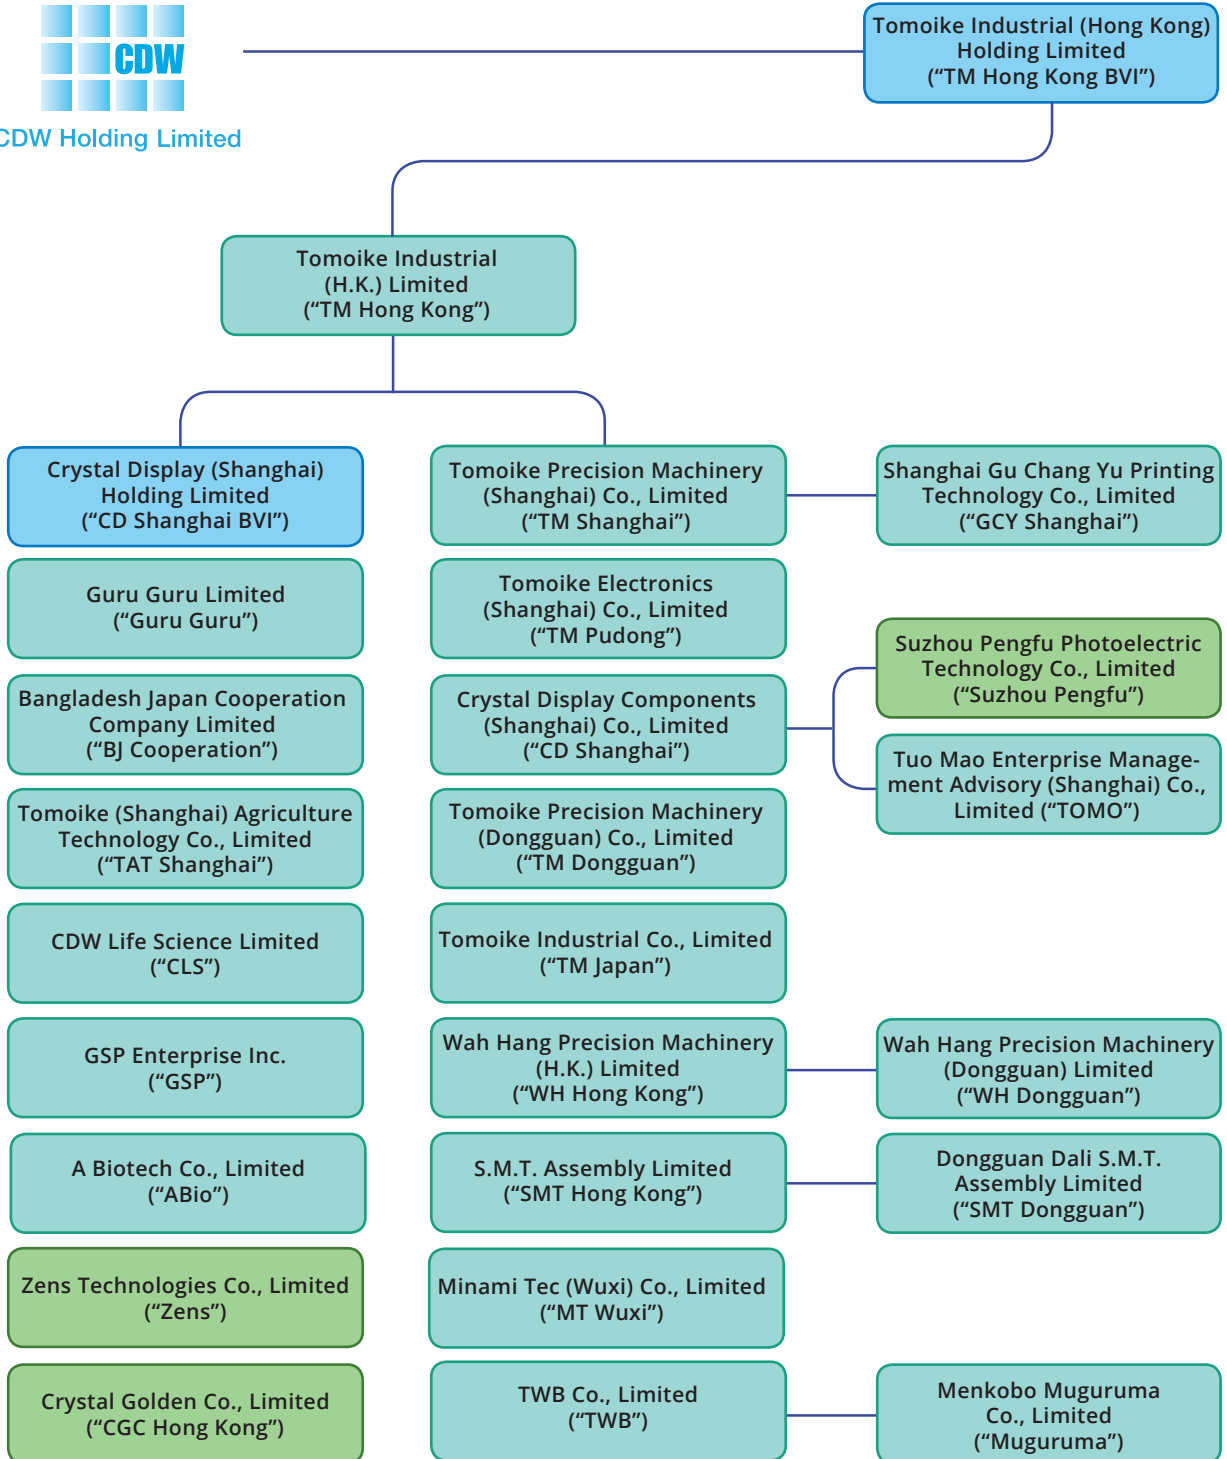 CDW
CDW Holding Limited
Tomoike Industrial (Hong Kong)
Holding Limited
(“TM Hong Kong BVI”)
Tomoike Industrial
(H.K.) Limited
(“TM Hong Kong”)
Crystal Display (Shanghai)
Holding Limited
(“CD Shanghai BVI”)
Tomoike Precision Machinery
(Shanghai) Co., Limited
(“TM Shanghai”)
Shanghai Gu Chang Yu Printing
Technology Co., Limited
(“GCY Shanghai”)
Guru Guru Limited
(“Guru Guru”)
Tomoike Electronics
(Shanghai) Co., Limited
(“TM Pudong”)
Suzhou Pengfu Photoelectric
Technology Co., Limited
(“Suzhou Pengfu”)
Bangladesh Japan Cooperation
Company Limited
(“BJ Cooperation”)
Crystal Display Components
(Shanghai) Co., Limited
(“CD Shanghai”)
Tuo Mao Enterprise Manage-
ment Advisory (Shanghai) Co.,
Limited (“TOMO”)
Tomoike (Shanghai) Agriculture
Technology Co., Limited
(“TAT Shanghai”)
Tomoike Precision Machinery
(Dongguan) Co., Limited
(“TM Dongguan”)
CDW Life Science Limited
(“CLS”)
Tomoike Industrial Co., Limited
(“TM Japan”)
GSP Enterprise Inc.
(“GSP”)
Wah Hang Precision Machinery
(H.K.) Limited
(“WH Hong Kong”)
Wah Hang Precision Machinery
(Dongguan) Limited
(“WH Dongguan”)
A Biotech Co., Limited
(“ABio”)
S.M.T. Assembly Limited
(“SMT Hong Kong”)
Dongguan Dali S.M.T.
Assembly Limited
(“SMT Dongguan”)
Zens Technologies Co., Limited
(“Zens”)
Minami Tec (Wuxi) Co., Limited
(“MT Wuxi”)
Crystal Golden Co., Limited
(“CGC Hong Kong”)
TWB Co., Limited
(“TWB”)
Menkobo Muguruma
Co., Limited
(“Muguruma”)